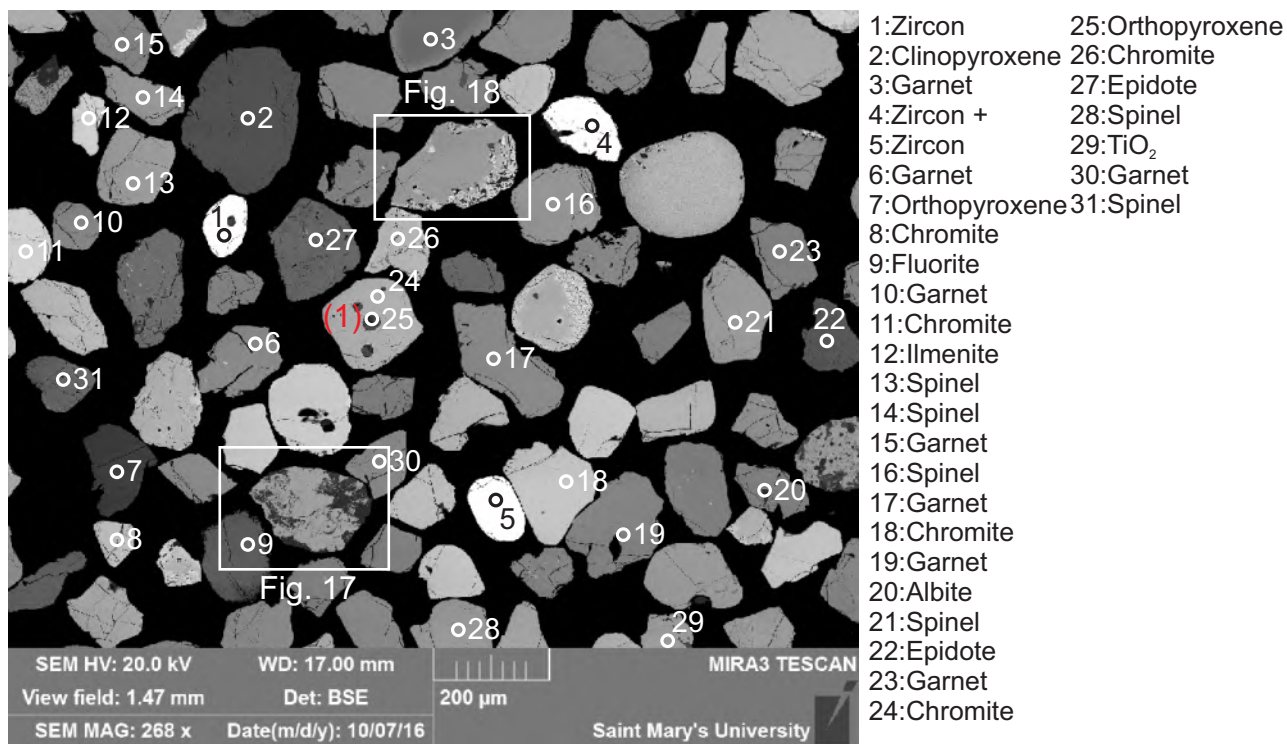 15
3
14
Fig. 18
12
2
4
13
16
10
1
11
27
26
23
24
(1)
25
21
22
6
17
31
30
7
18
5
20
8
9
19
Fig. 17
28
29
SEM HV: 20.0 kV WD: 17.00 mm MIRA3 TESCAN
View field: 1.47 mm Det: BSE 200 µm
SEM MAG: 268 x Date(m/d/y): 10/07/16 Saint Mary's University
1:Zircon
2:Clinopyroxene
3:Garnet
4:Zircon +
5:Zircon
6:Garnet
7:Orthopyroxene
8:Chromite
9:Fluorite
10:Garnet
11:Chromite
12:Ilmenite
13:Spinel
14:Spinel
15:Garnet
16:Spinel
17:Garnet
18:Chromite
19:Garnet
20:Albite
21:Spinel
22:Epidote
23:Garnet
24:Chromite
25:Orthopyroxene
26:Chromite
27:Epidote
28:Spinel
29:TiO₂
30:Garnet
31:Spinel